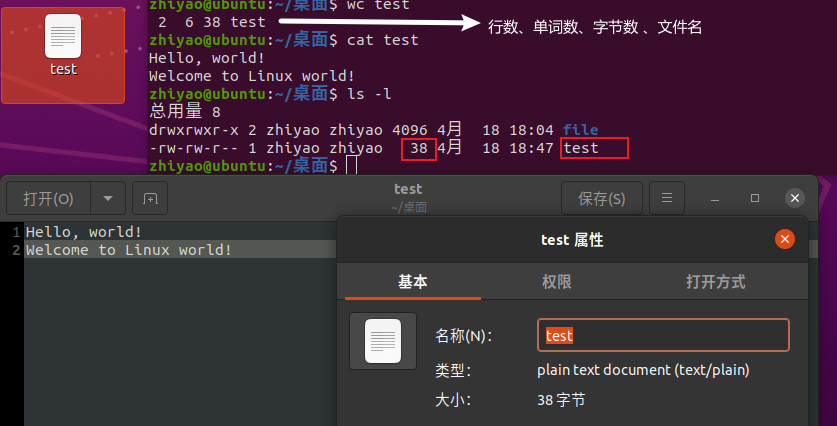 zhiyao@ubuntu:~/桌面$ wc test
2 6 38 test
行数、单词数、字节数 、文件名
zhiyao@ubuntu:~/桌面$ cat test
Hello, world!
Welcome to Linux world!
zhiyao@ubuntu:~/桌面$ ls -l
总用量 8
drwxrwxr-x 2 zhiyao zhiyao 4096 4月 18 18:04 file
-rw-rw-r-- 1 zhiyao zhiyao 38 4月 18 18:47 test
zhiyao@ubuntu:~/桌面$
test
打开(O)
test
~/桌面
保存(S)
1 Hello, world!
2 Welcome to Linux world!
test 属性
基本 权限 打开方式
名称(N)： test
类型： plain text document (text/plain)
大小： 38 字节